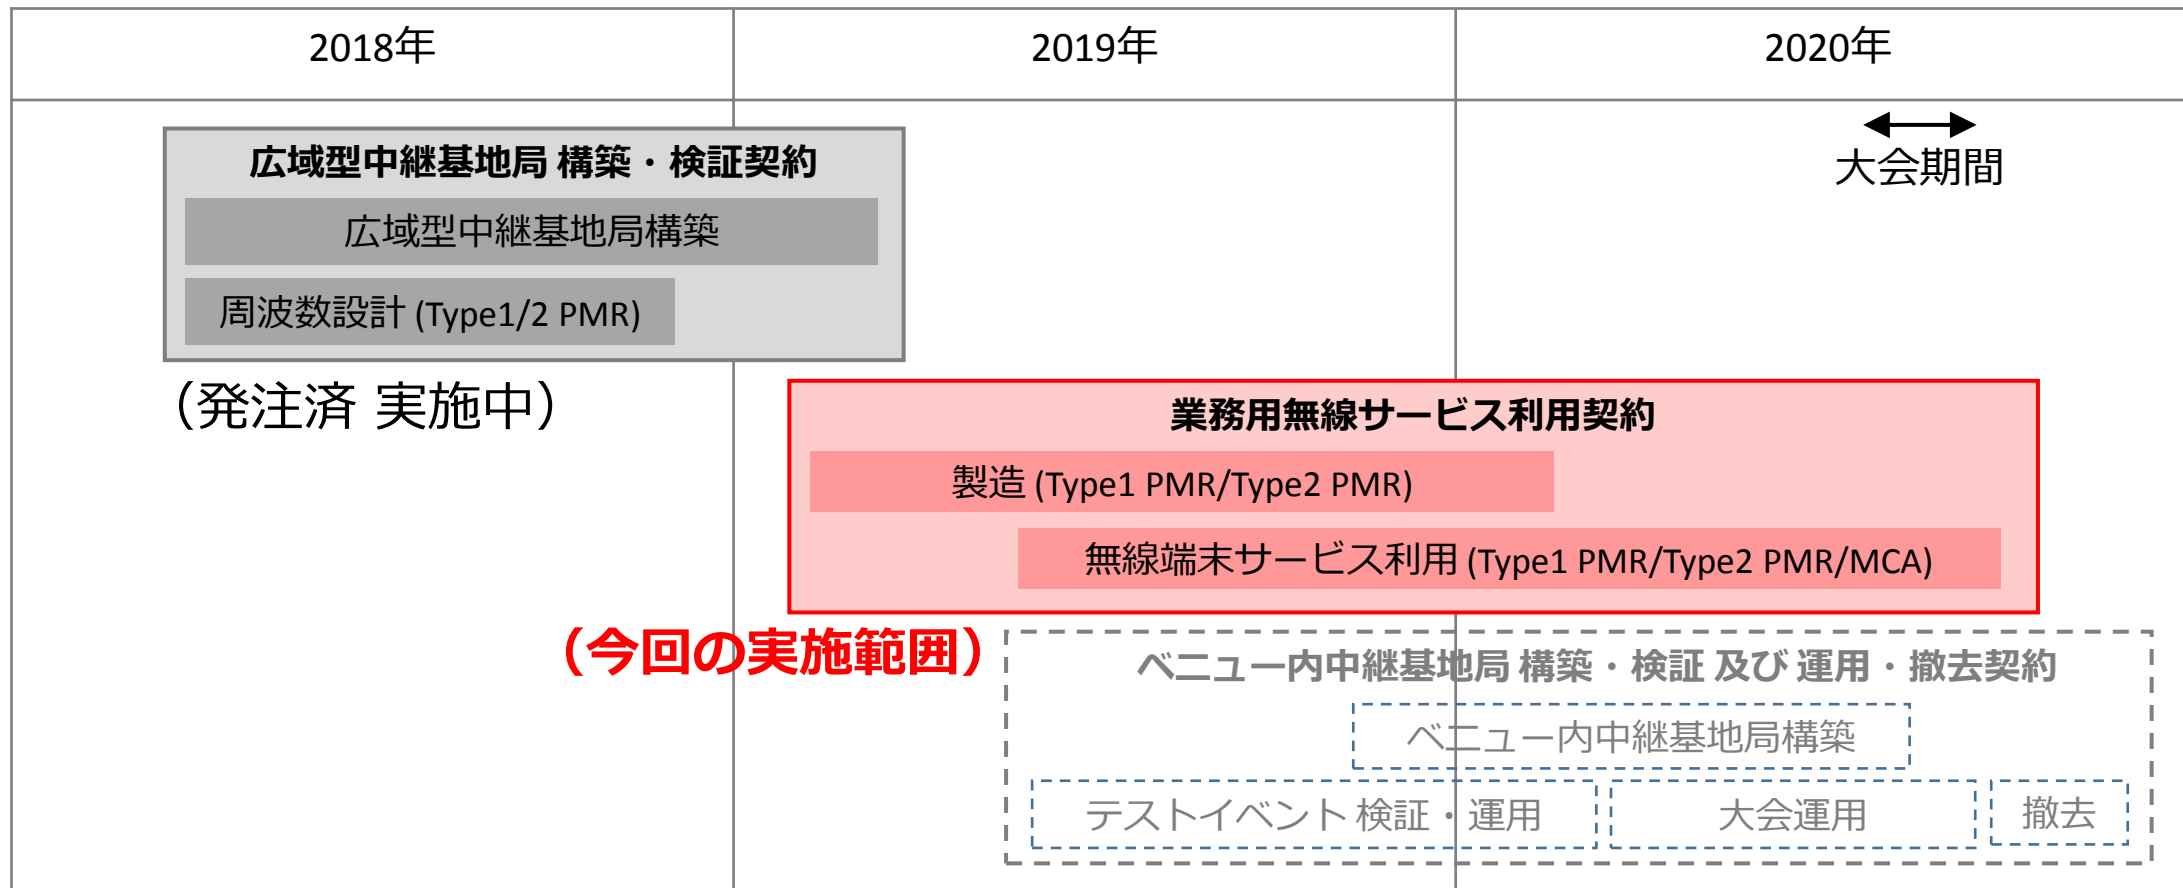 2018年
2019年
2020年
大会期間
広域型中継基地局 構築・検証契約
広域型中継基地局構築
周波数設計 (Type1/2 PMR)
（発注済 実施中）
業務用無線サービス利用契約
製造 (Type1 PMR/Type2 PMR)
無線端末サービス利用 (Type1 PMR/Type2 PMR/MCA)
（今回の実施範囲）
ベニュー内中継基地局 構築・検証 及び 運用・撤去契約
ベニュー内中継基地局構築
テストイベント 検証・運用
大会運用
撤去